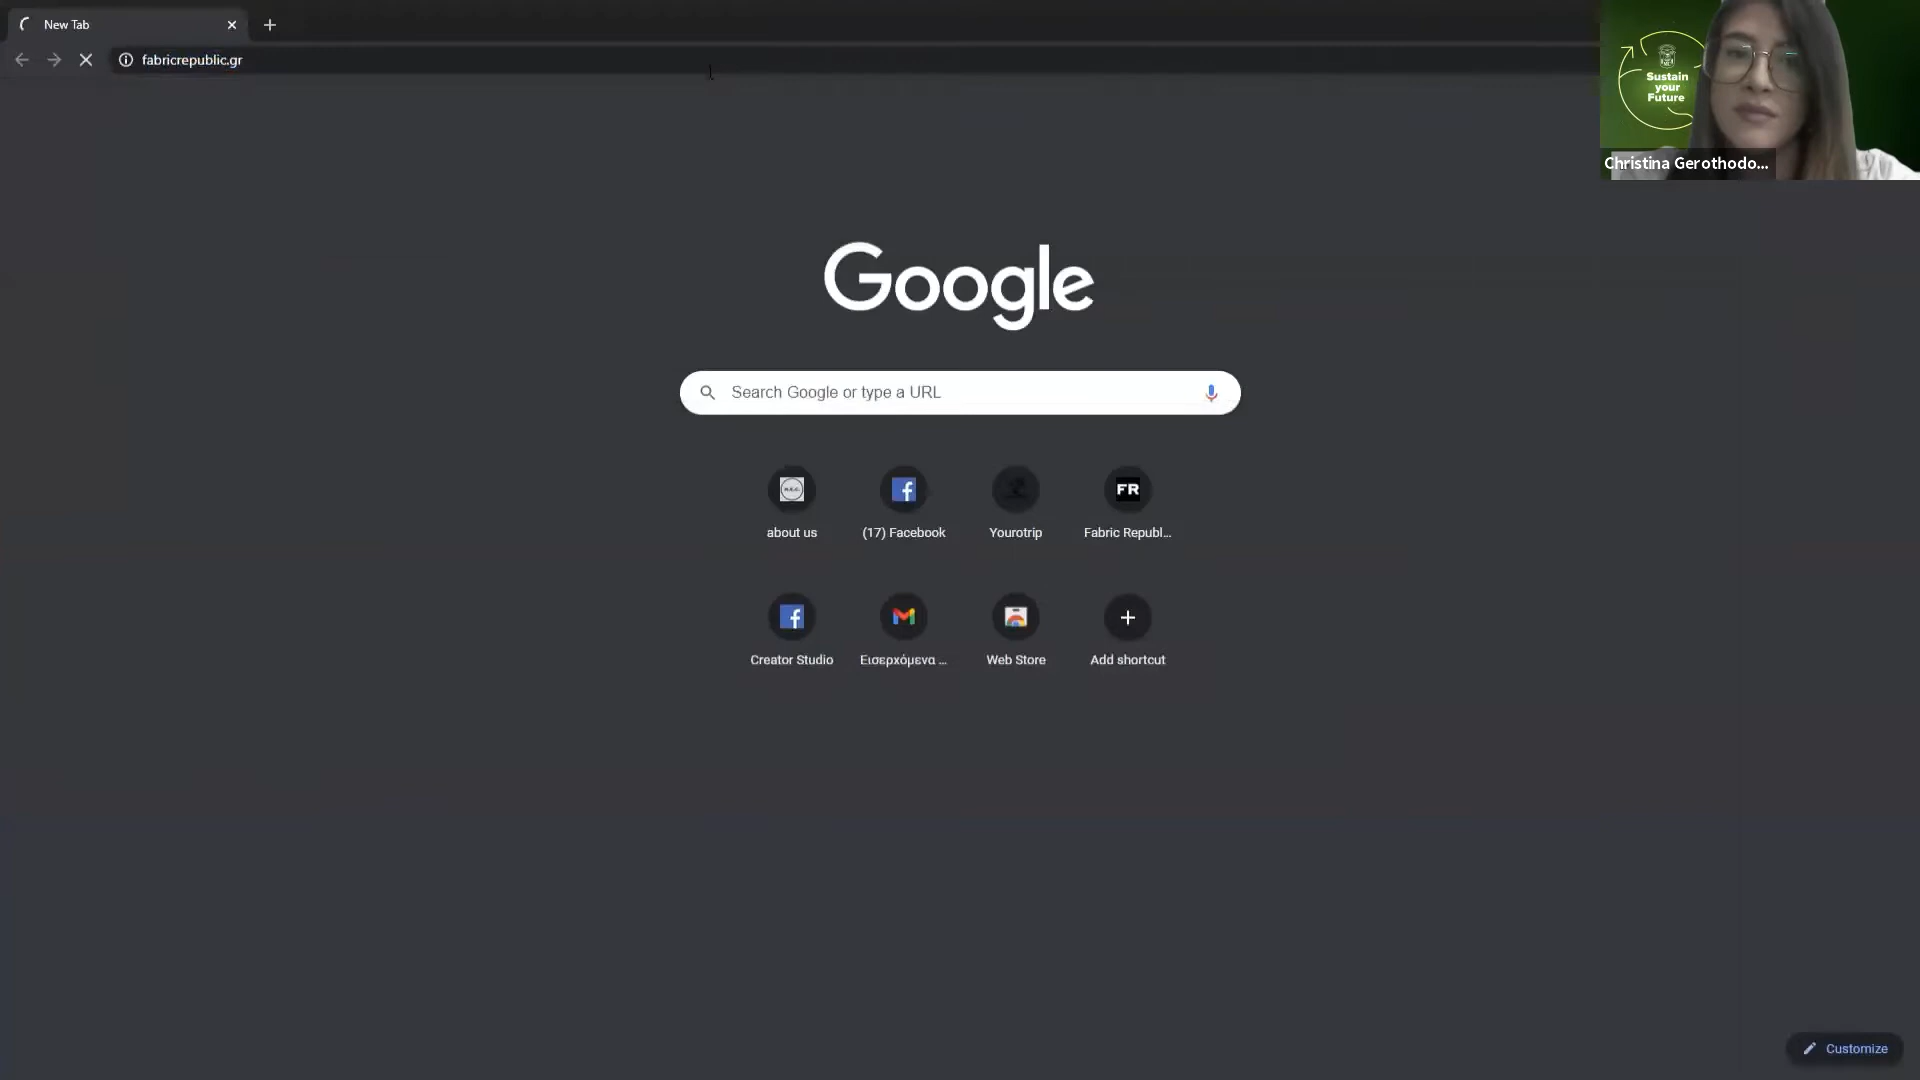 New Tab
fabricrepublic.gr
Sustain
your
Future
Christina Gerothodo...
Google
Search Google or type a URL
about us
(17) Facebook
Yourotrip
FR
Fabric Republ...
Creator Studio
Εισερχόμενα ...
Web Store
Add shortcut
Customize